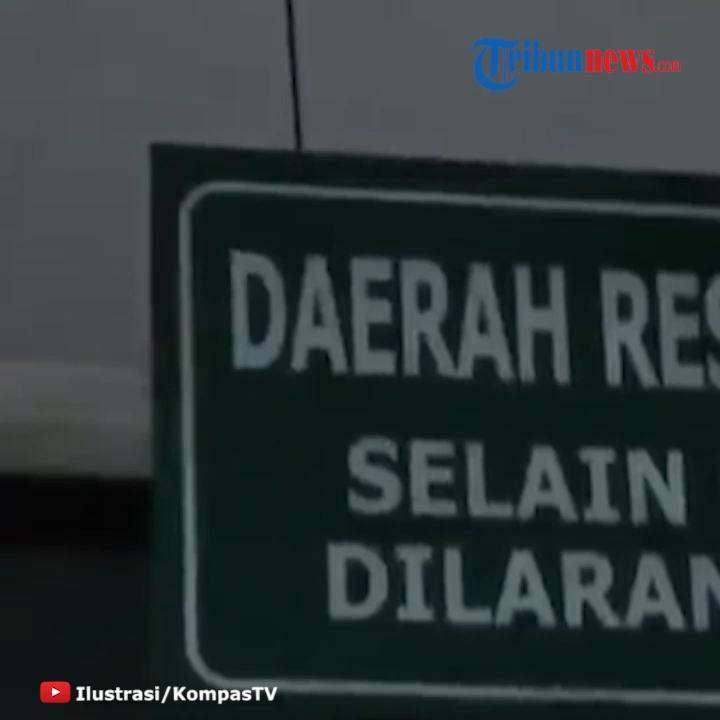 Tribunnews.com
DAERAH RES
SELAIN
DILARAN
Ilustrasi/KompasTV